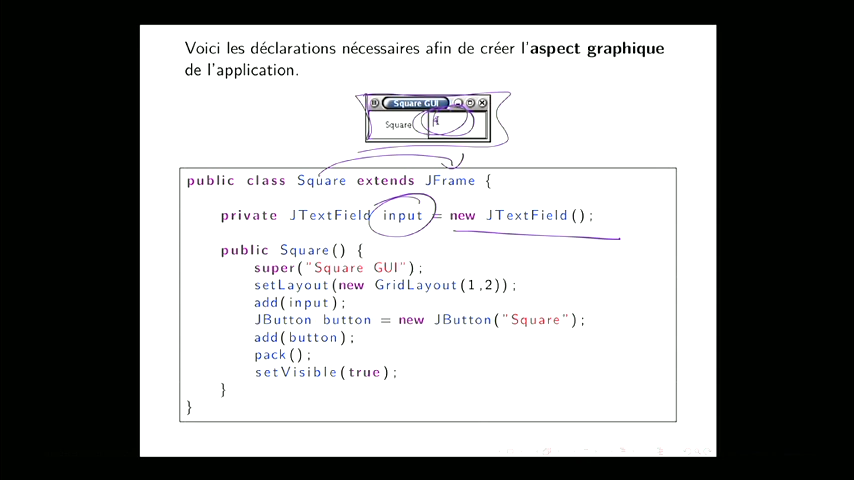 Voici les déclarations nécessaires afin de créer l'aspect graphique
de l'application.
Square GUI
Square
public class Square extends JFrame {
private JTextField input = new JTextField();
public Square() {
super("Square GUI");
setLayout(new GridLayout(1,2));
add(input);
JButton button = new JButton("Square");
add(button);
pack();
setVisible(true);
}
}